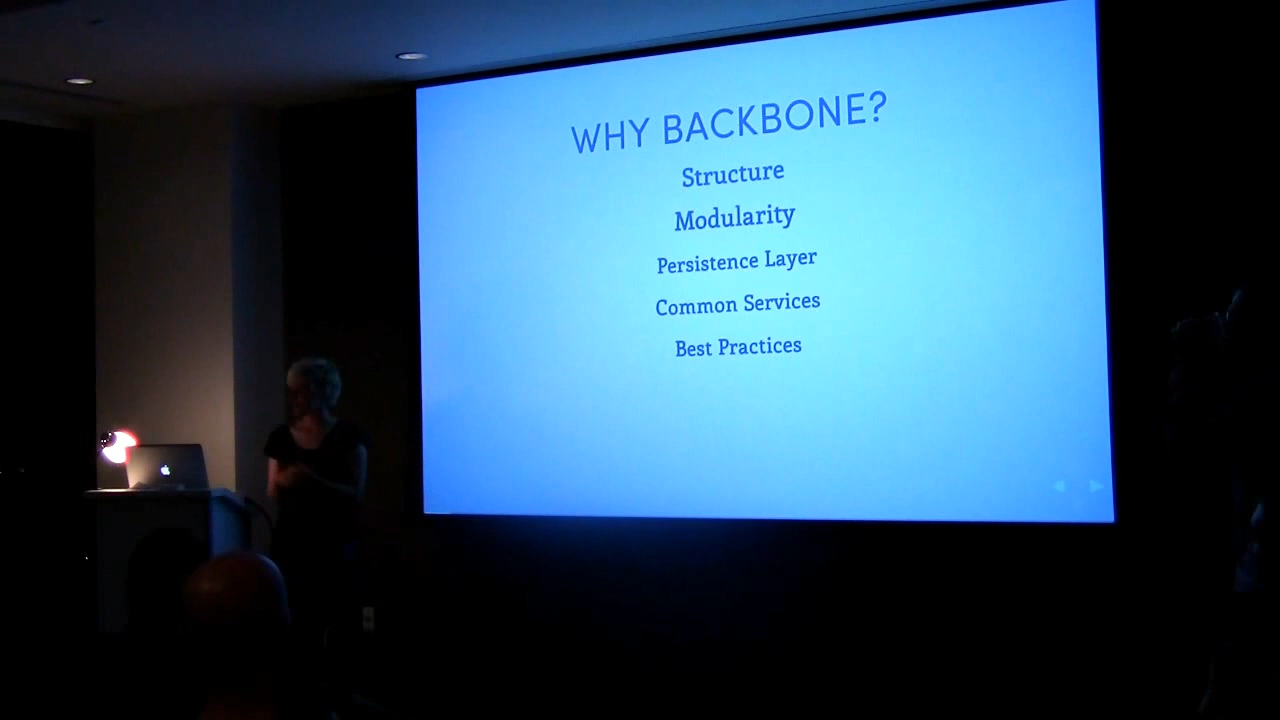 WHY BACKBONE?
Structure
Modularity
Persistence Layer
Common Services
Best Practices